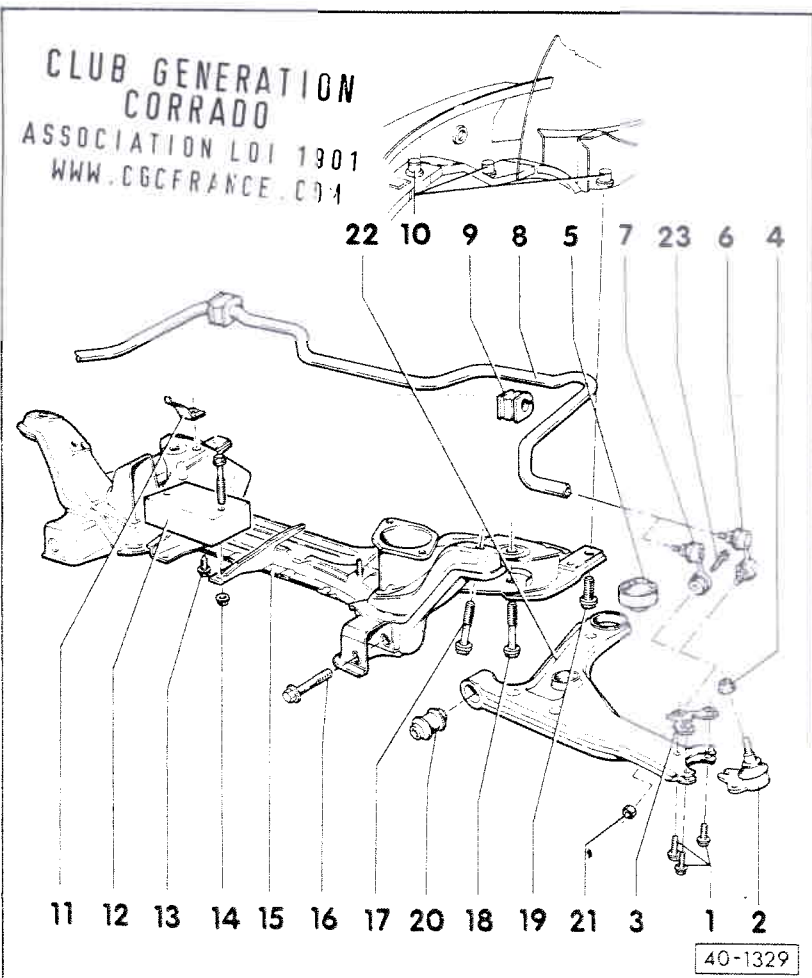 CLUB GENERATION
CORRADO
ASSOCIATION LOI 1901
WWW.CGCFRANCE.COM
22 10 9 8 5 7 23 6 4
11 12 13 14 15 16 17 20 18 19 21 3 1 2
40-1329